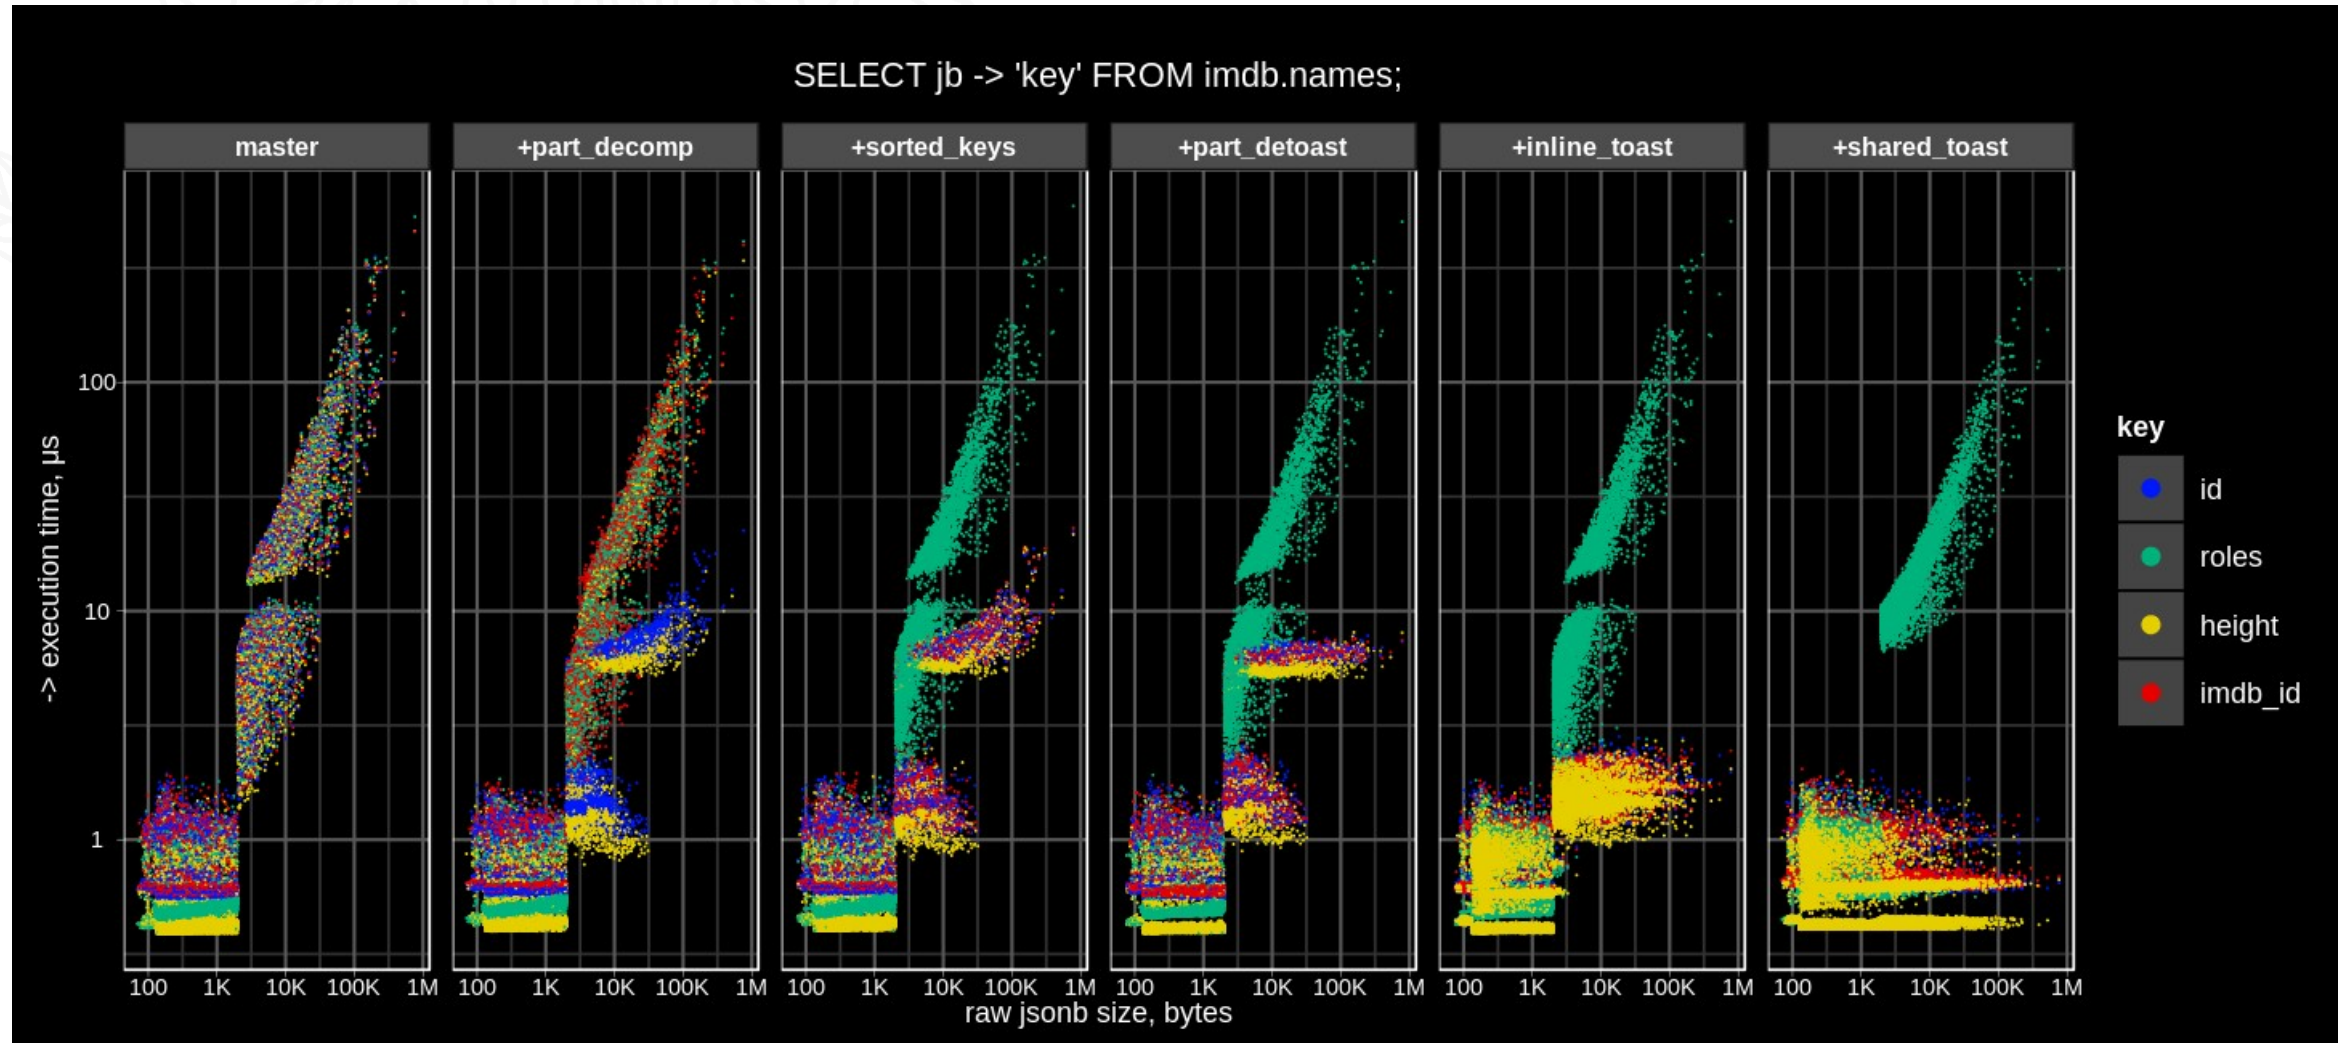 SELECT jb -> 'key' FROM imdb.names;
master +part_decomp +sorted_keys +part_detoast +inline_toast +shared_toast
-> execution time, µs
100
10
1
100 1K 10K 100K 1M 100 1K 10K 100K 1M 100 1K 10K 100K 1M 100 1K 10K 100K 1M 100 1K 10K 100K 1M 100 1K 10K 100K 1M
raw jsonb size, bytes
key
id
roles
height
imdb_id